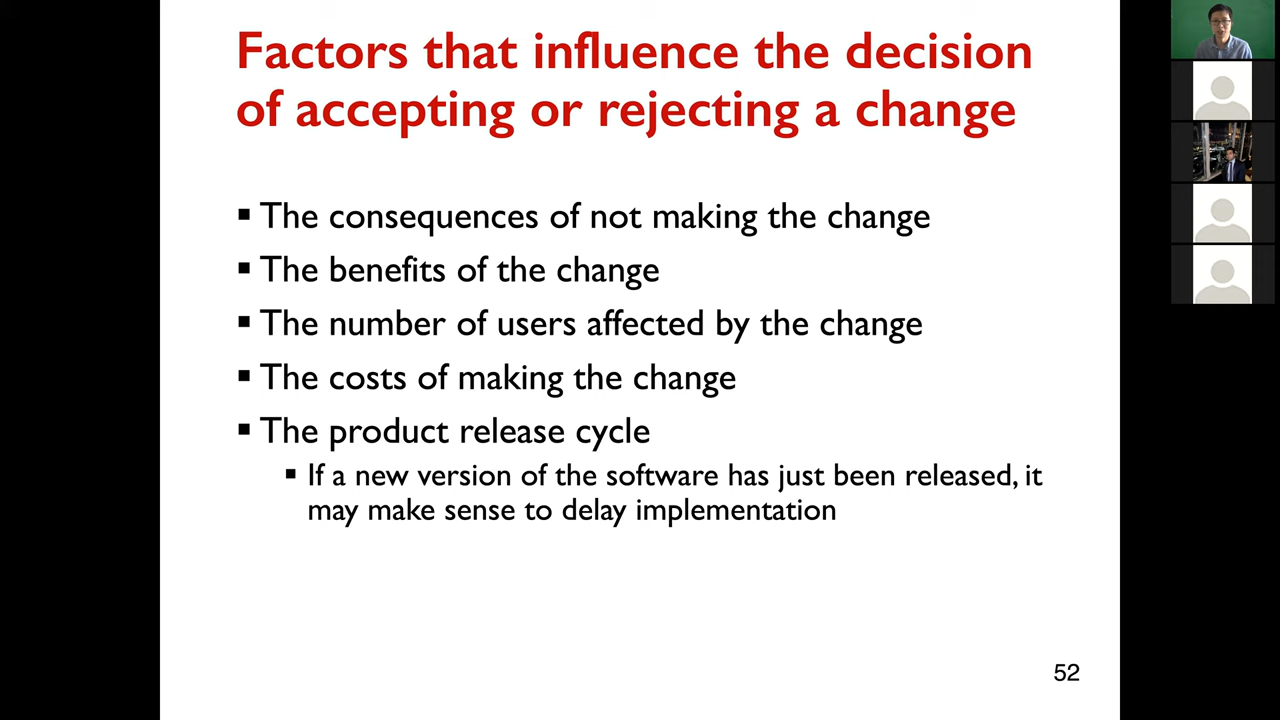 Factors that influence the decision
of accepting or rejecting a change
▪ The consequences of not making the change
▪ The benefits of the change
▪ The number of users affected by the change
▪ The costs of making the change
▪ The product release cycle
▪ If a new version of the software has just been released, it
may make sense to delay implementation
52